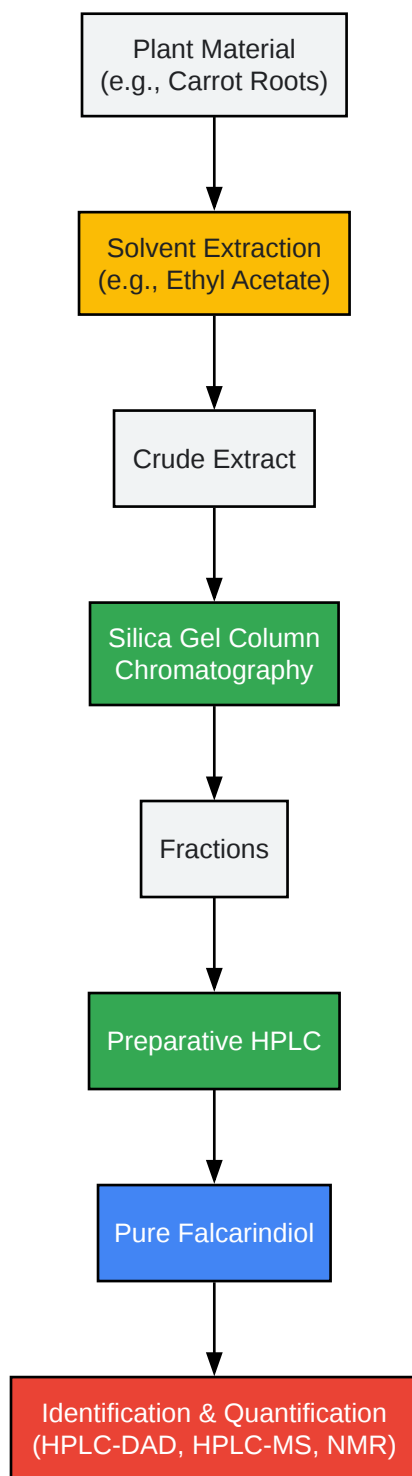 Plant Material
(e.g., Carrot Roots)
Solvent Extraction
(e.g., Ethyl Acetate)
Crude Extract
Silica Gel Column
Chromatography
Fractions
Preparative HPLC
Pure Falcarindiol
Identification & Quantification
(HPLC-DAD, HPLC-MS, NMR)